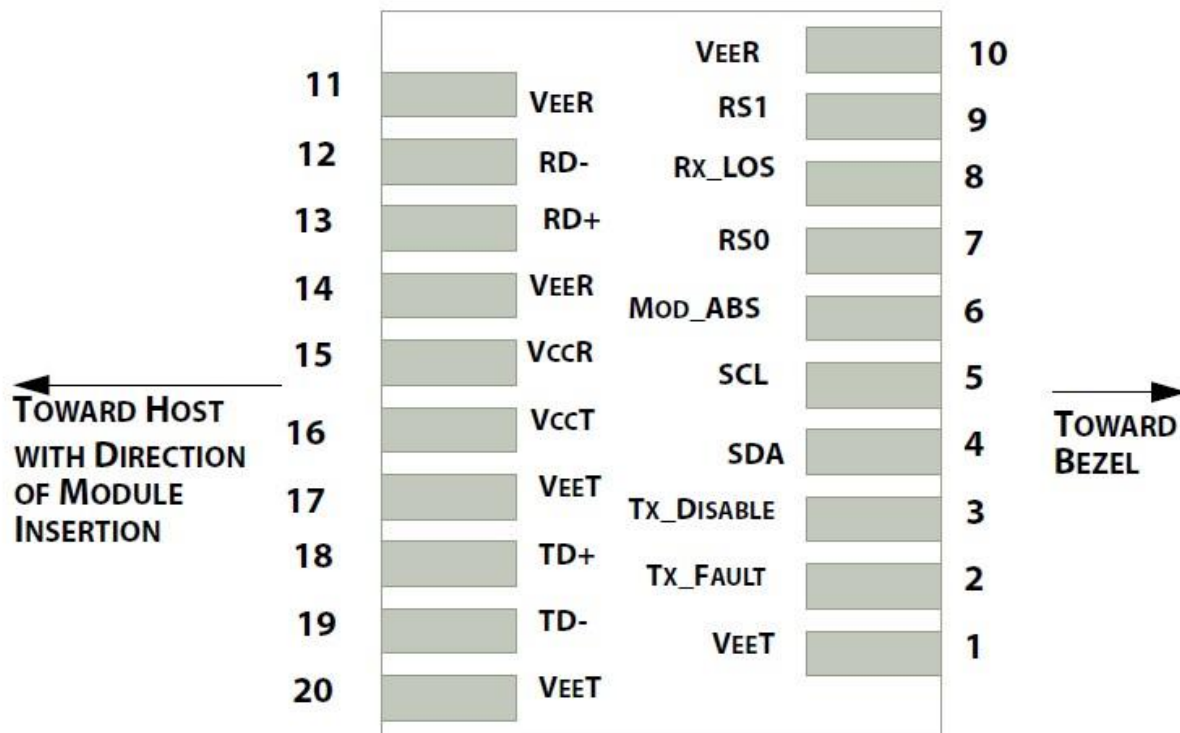 11 VEER
12 RD-
13 RD+
14 VEER
15 VCCR
16 VCCT
17 VEET
18 TD+
19 TD-
20 VEET
VEER 10
RS1 9
RX_LOS 8
RS0 7
MOD_ABS 6
SCL 5
SDA 4
TX_DISABLE 3
TX_FAULT 2
VEET 1
TOWARD HOST
WITH DIRECTION
OF MODULE
INSERTION
TOWARD
BEZEL